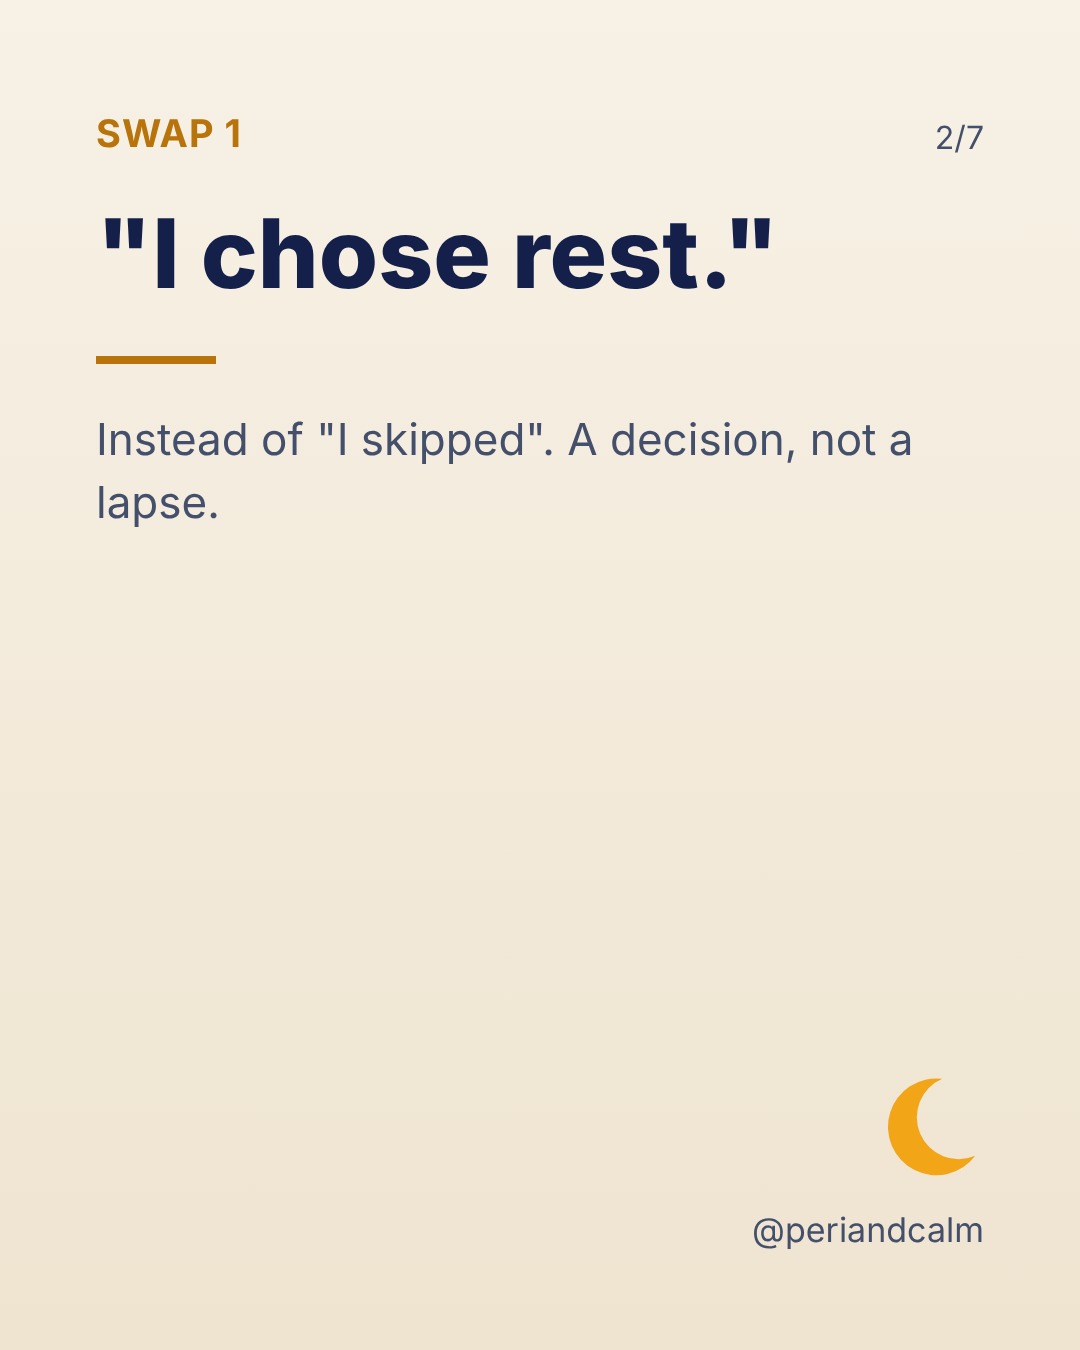 SWAP 1
2/7
"I chose rest."
Instead of "I skipped". A decision, not a
lapse.
@periandcalm